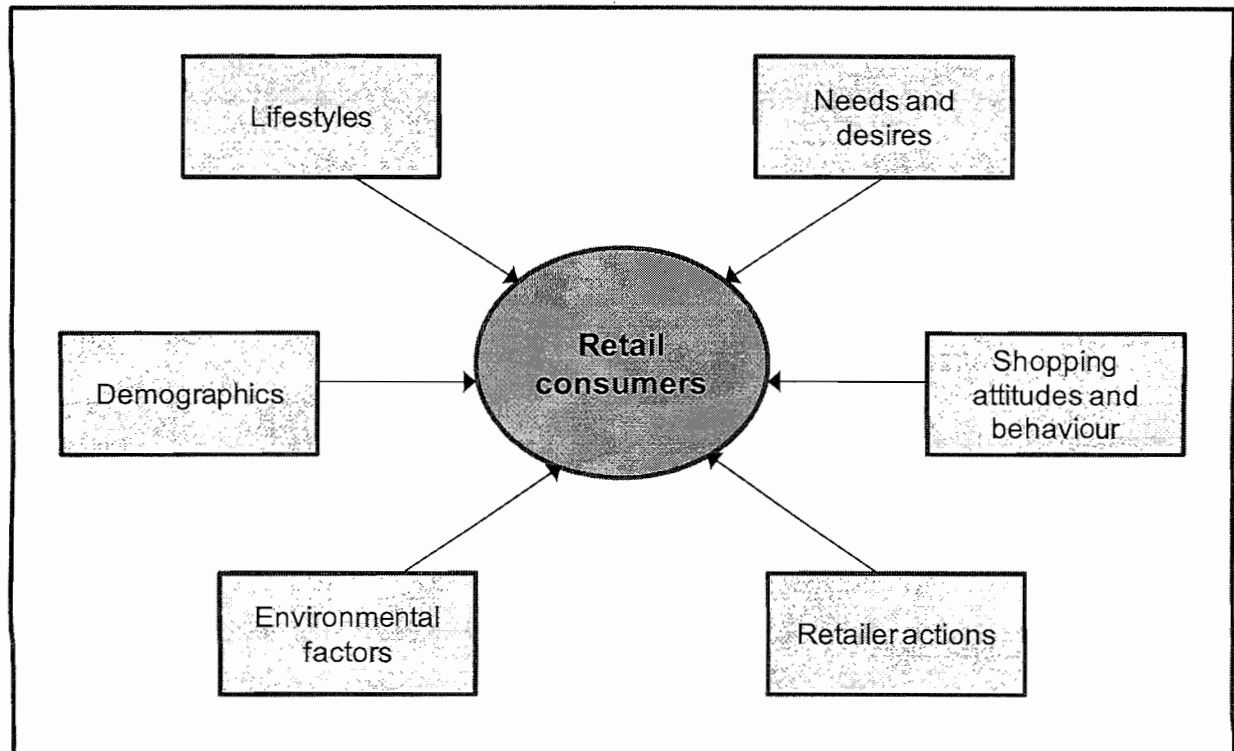 Lifestyles
Needs and
desires
Retail
consumers
Demographics
Shopping
attitudes and
behaviour
Environmental
factors
Retailer actions